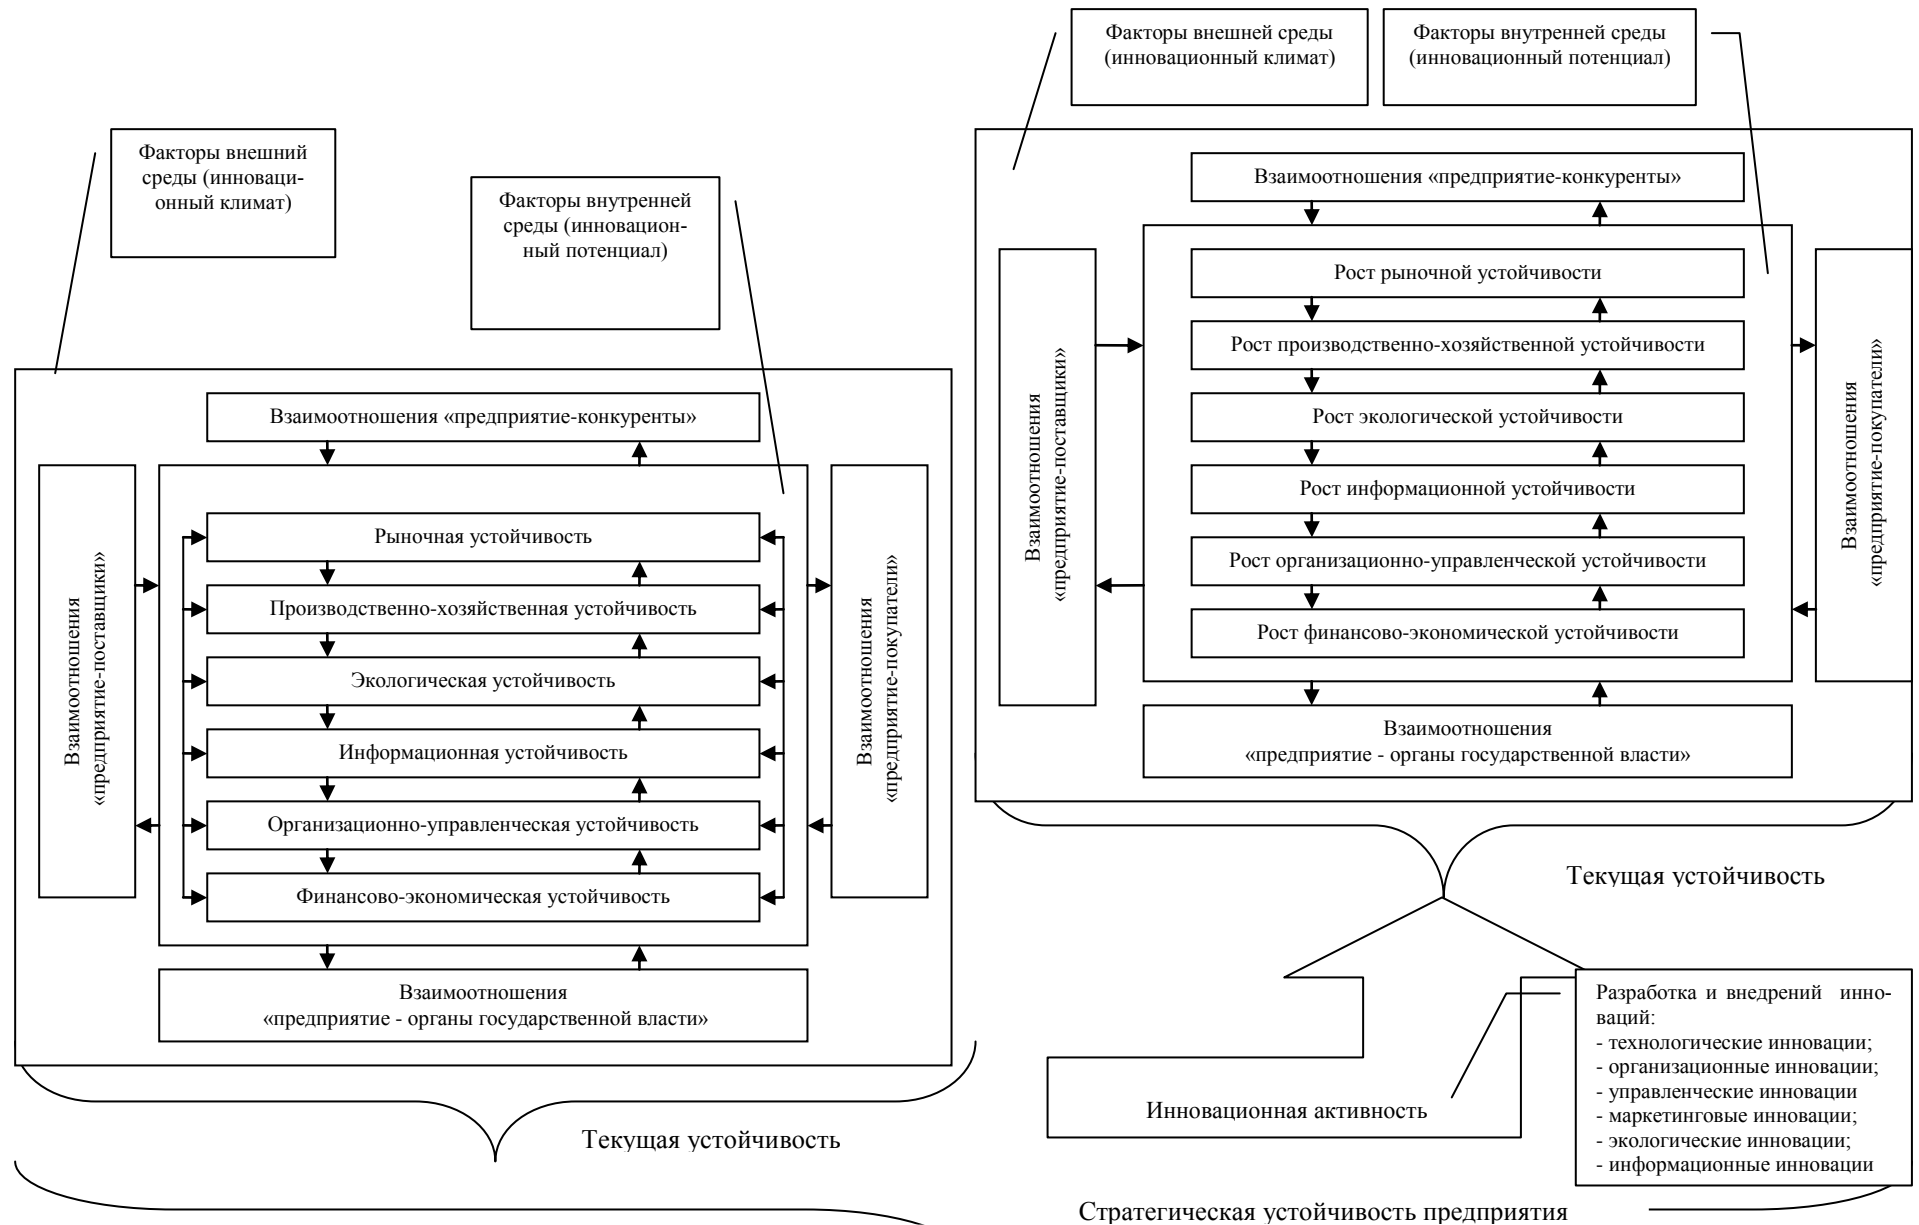 Факторы внешний
среды (инноваци-
онный климат)
Факторы внутренней
среды (инновацион-
ный потенциал)
Взаимоотношения «предприятие-конкуренты»
Взаимоотношения
«предприятие-поставщики»
Рыночная устойчивость
Производственно-хозяйственная устойчивость
Экологическая устойчивость
Информационная устойчивость
Организационно-управленческая устойчивость
Финансово-экономическая устойчивость
Взаимоотношения
«предприятие-покупатели»
Взаимоотношения
«предприятие - органы государственной власти»
Текущая устойчивость
Факторы внешней среды
(инновационный климат)
Факторы внутренней среды
(инновационный потенциал)
Взаимоотношения «предприятие-конкуренты»
Взаимоотношения
«предприятие-поставщики»
Рост рыночной устойчивости
Рост производственно-хозяйственной устойчивости
Рост экологической устойчивости
Рост информационной устойчивости
Рост организационно-управленческой устойчивости
Рост финансово-экономической устойчивости
Взаимоотношения
«предприятие-покупатели»
Взаимоотношения
«предприятие - органы государственной власти»
Текущая устойчивость
Инновационная активность
Разработка и внедрений инно-
ваций:
- технологические инновации;
- организационные инновации;
- управленческие инновации
- маркетинговые инновации;
- экологические инновации;
- информационные инновации
Стратегическая устойчивость предприятия